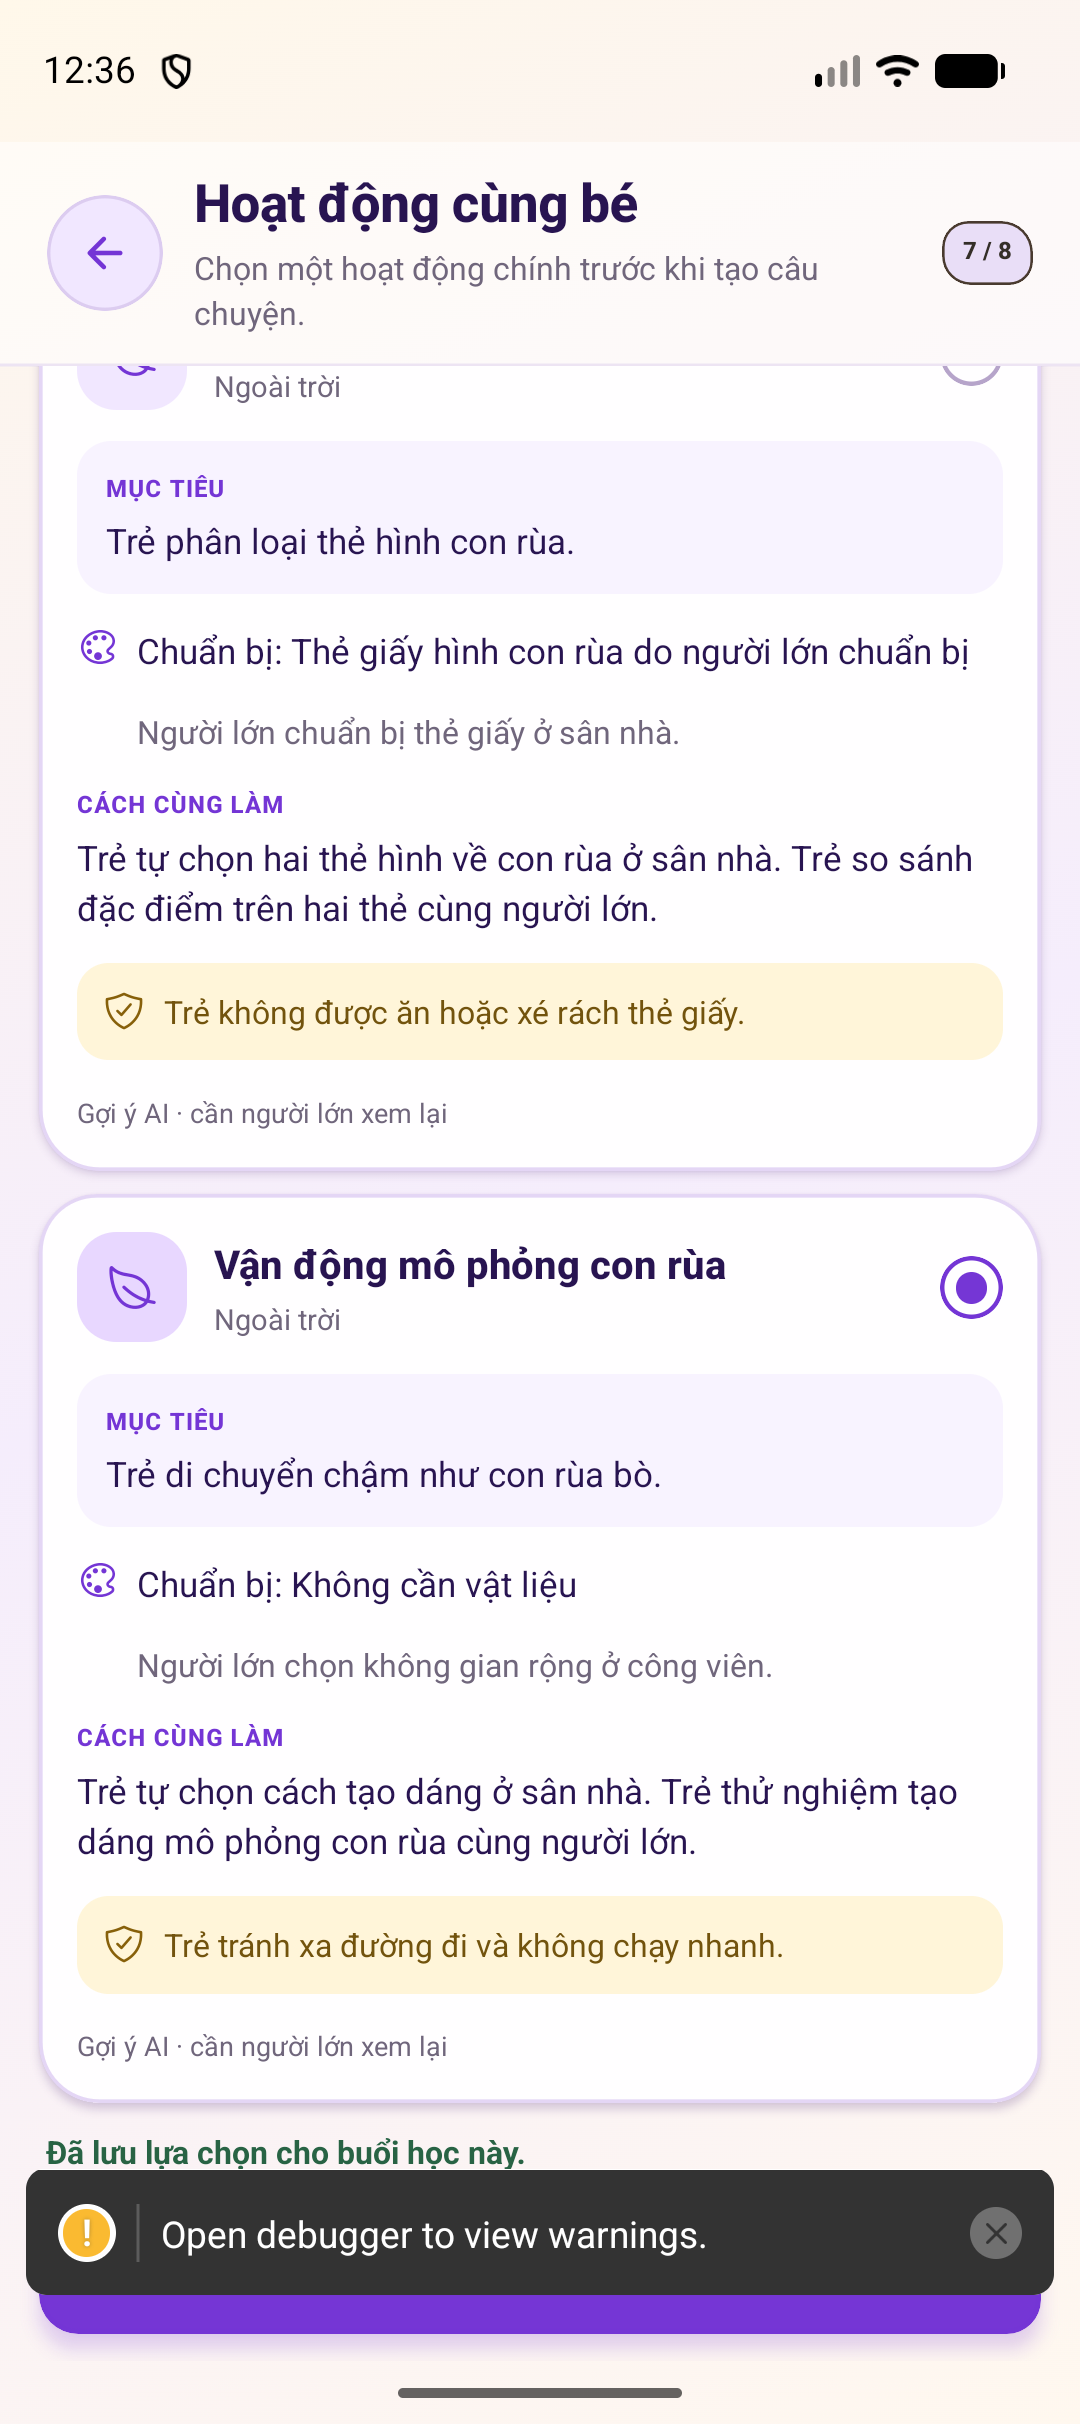 12:36
Hoạt động cùng bé
Chọn một hoạt động chính trước khi tạo câu
chuyện.
7 / 8
Ngoài trời
MỤC TIÊU
Trẻ phân loại thẻ hình con rùa.
Chuẩn bị: Thẻ giấy hình con rùa do người lớn chuẩn bị
Người lớn chuẩn bị thẻ giấy ở sân nhà.
CÁCH CÙNG LÀM
Trẻ tự chọn hai thẻ hình về con rùa ở sân nhà. Trẻ so sánh
đặc điểm trên hai thẻ cùng người lớn.
Trẻ không được ăn hoặc xé rách thẻ giấy.
Gợi ý AI · cần người lớn xem lại
Vận động mô phỏng con rùa
Ngoài trời
MỤC TIÊU
Trẻ di chuyển chậm như con rùa bò.
Chuẩn bị: Không cần vật liệu
Người lớn chọn không gian rộng ở công viên.
CÁCH CÙNG LÀM
Trẻ tự chọn cách tạo dáng ở sân nhà. Trẻ thử nghiệm tạo
dáng mô phỏng con rùa cùng người lớn.
Trẻ tránh xa đường đi và không chạy nhanh.
Gợi ý AI · cần người lớn xem lại
Đã lưu lựa chọn cho buổi học này.
Open debugger to view warnings.